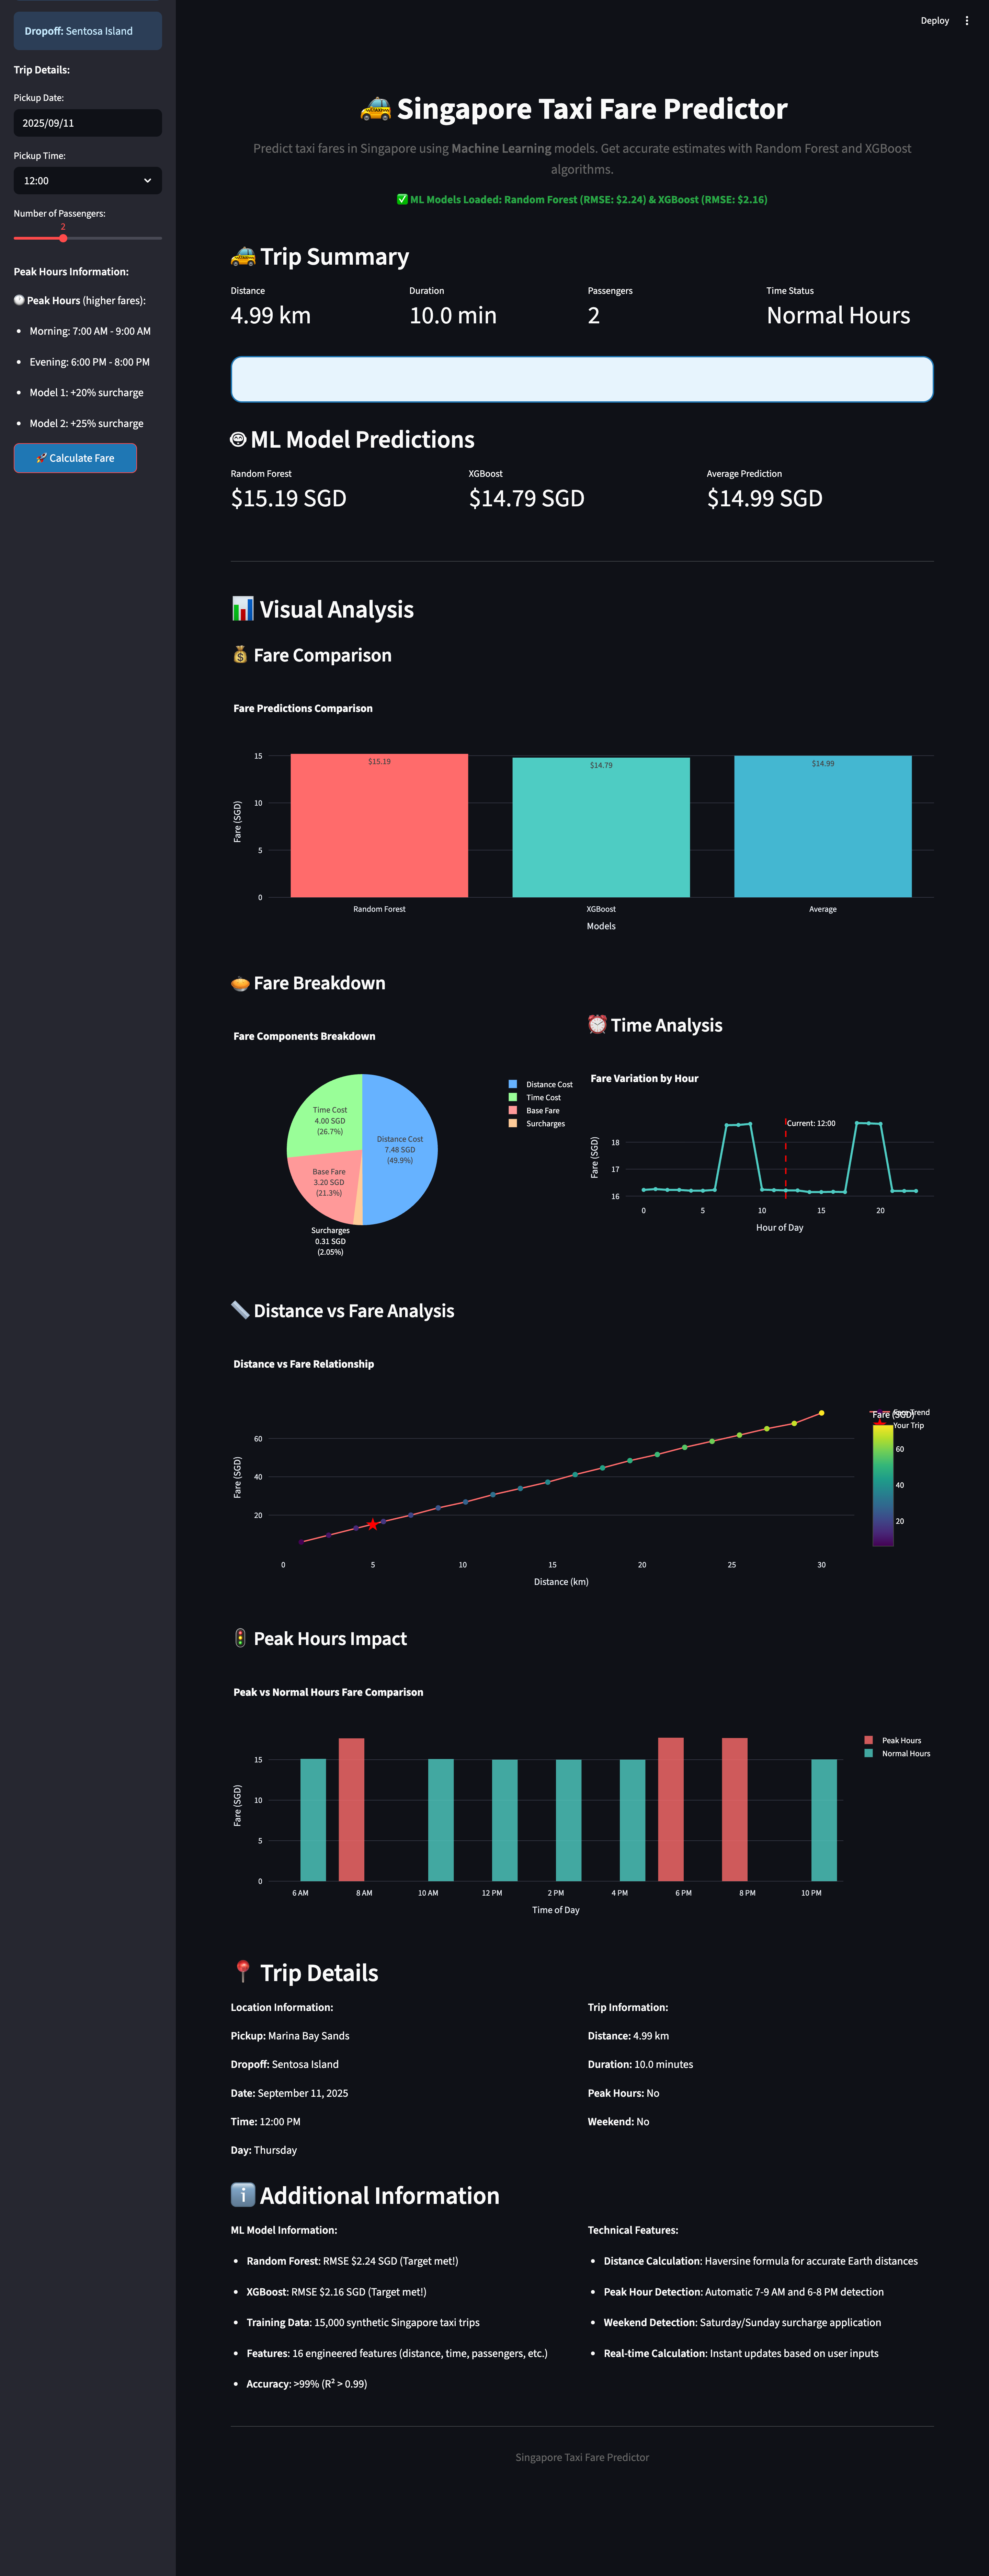 Dropoff: Sentosa Island
Trip Details:
Pickup Date:
2025/09/11
Pickup Time:
12:00
Number of Passengers:
2
Peak Hours Information:
Peak Hours (higher fares):
Morning: 7:00 AM - 9:00 AM
Evening: 6:00 PM - 8:00 PM
Model 1: +20% surcharge
Model 2: +25% surcharge
Calculate Fare
Deploy
Singapore Taxi Fare Predictor
Predict taxi fares in Singapore using Machine Learning models. Get accurate estimates with Random Forest and XGBoost
algorithms.
ML Models Loaded: Random Forest (RMSE: $2.24) & XGBoost (RMSE: $2.16)
Trip Summary
Distance
4.99 km
Duration
10.0 min
Passengers
2
Time Status
Normal Hours
ML Model Predictions
Random Forest
$15.19 SGD
XGBoost
$14.79 SGD
Average Prediction
$14.99 SGD
Visual Analysis
Fare Comparison
Fare Predictions Comparison
Fare (SGD)
15
10
5
0
$15.19
$14.79
$14.99
Random Forest
XGBoost
Average
Models
Fare Breakdown
Fare Components Breakdown
Time Cost
4.00 SGD
(26.7%)
Distance Cost
7.48 SGD
(49.9%)
Base Fare
3.20 SGD
(21.3%)
Surcharges
0.31 SGD
(2.05%)
Distance Cost
Time Cost
Base Fare
Surcharges
Time Analysis
Fare Variation by Hour
Current: 12:00
Fare (SGD)
18
17
16
0
5
10
15
20
Hour of Day
Distance vs Fare Analysis
Distance vs Fare Relationship
Fare (SGD)
60
40
20
0
5
10
15
20
25
30
Distance (km)
Fare (SGD)
Fare Trend
Your Trip
60
40
20
Peak Hours Impact
Peak vs Normal Hours Fare Comparison
Fare (SGD)
15
10
5
0
6 AM
8 AM
10 AM
12 PM
2 PM
4 PM
6 PM
8 PM
10 PM
Time of Day
Peak Hours
Normal Hours
Trip Details
Location Information:
Pickup: Marina Bay Sands
Dropoff: Sentosa Island
Date: September 11, 2025
Time: 12:00 PM
Day: Thursday
Trip Information:
Distance: 4.99 km
Duration: 10.0 minutes
Peak Hours: No
Weekend: No
Additional Information
ML Model Information:
Random Forest: RMSE $2.24 SGD (Target met!)
XGBoost: RMSE $2.16 SGD (Target met!)
Training Data: 15,000 synthetic Singapore taxi trips
Features: 16 engineered features (distance, time, passengers, etc.)
Accuracy: >99% (R² > 0.99)
Technical Features:
Distance Calculation: Haversine formula for accurate Earth distances
Peak Hour Detection: Automatic 7-9 AM and 6-8 PM detection
Weekend Detection: Saturday/Sunday surcharge application
Real-time Calculation: Instant updates based on user inputs
Singapore Taxi Fare Predictor